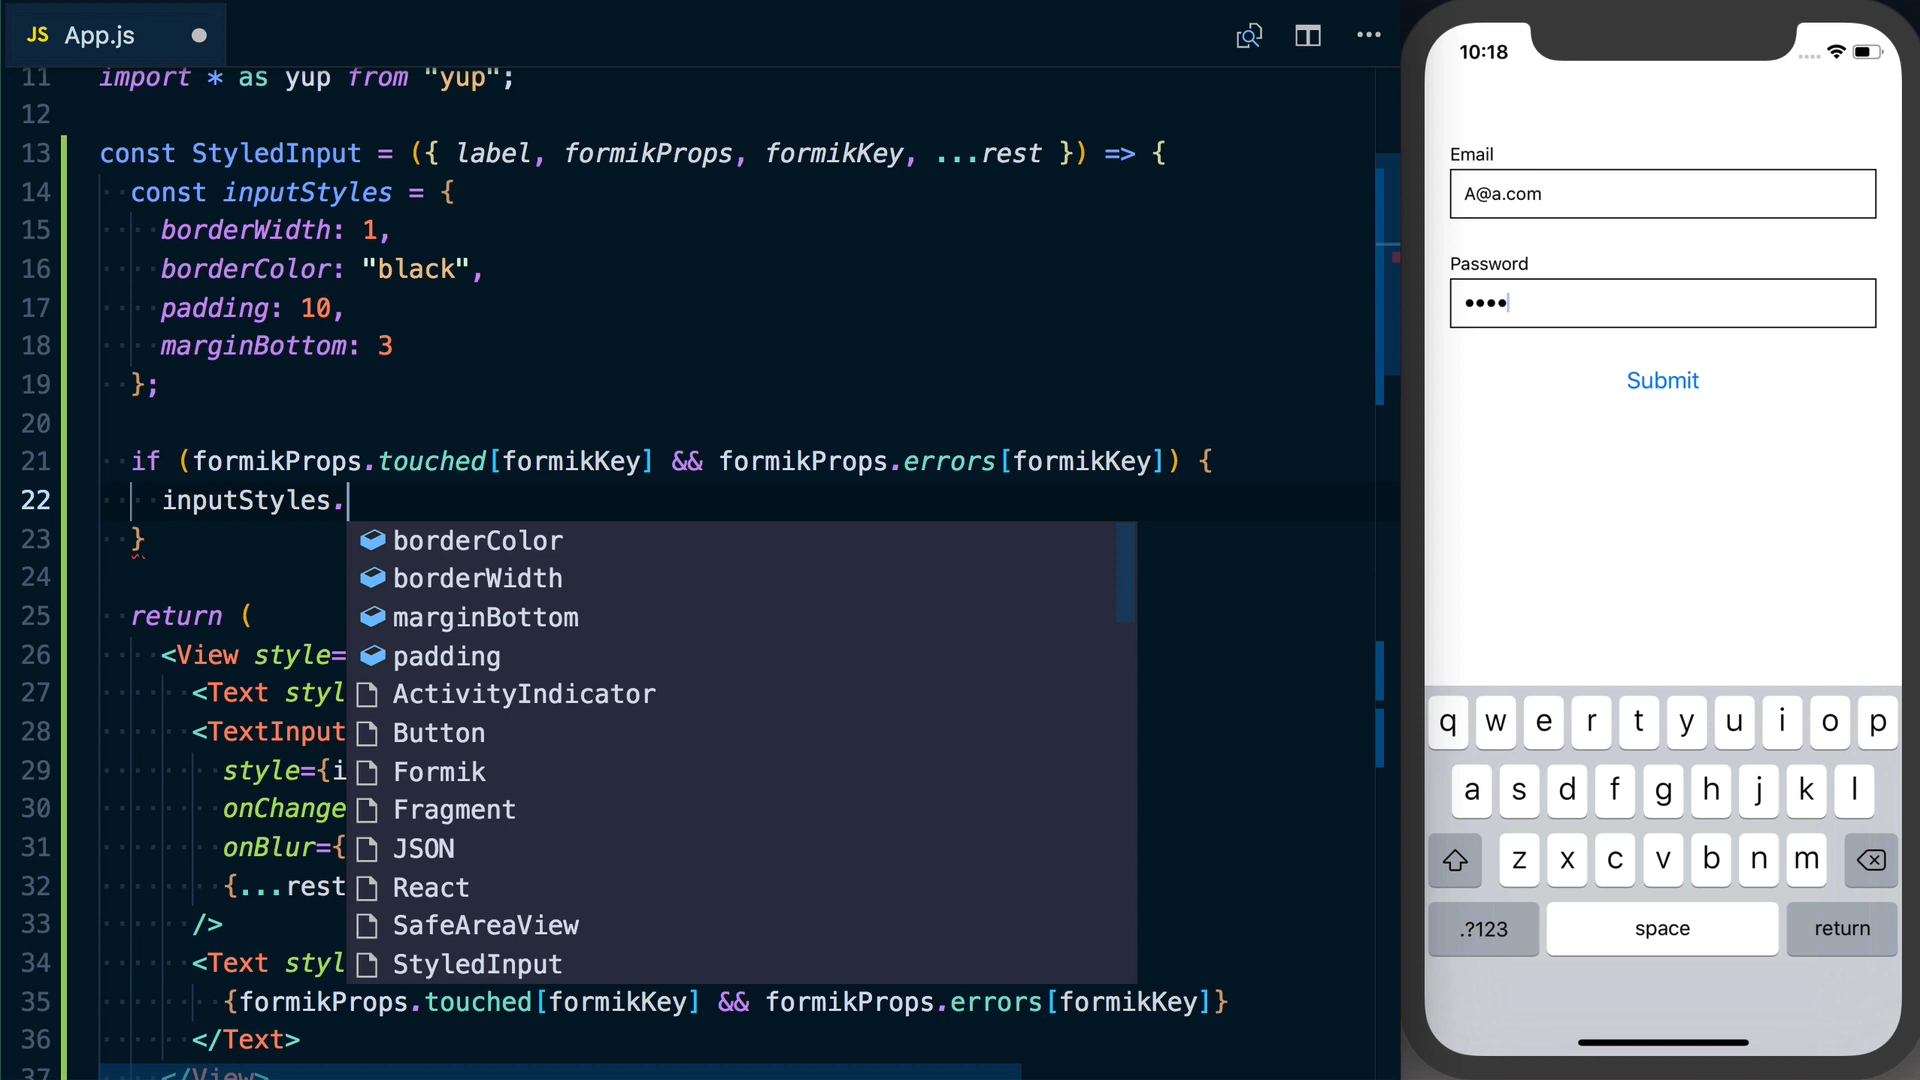 JS App.js
11 import * as yup from "yup";
12
13 const StyledInput = ({ label, formikProps, formikKey, ...rest }) => {
14 const inputStyles = {
15 borderWidth: 1,
16 borderColor: "black",
17 padding: 10,
18 marginBottom: 3
19 };
20
21 if (formikProps.touched[formikKey] && formikProps.errors[formikKey]) {
22 inputStyles.
23 }
24
25 return (
26 <View style=
27 <Text styl
28 <TextInput
29 style={i
30 onChange
31 onBlur={
32 {...rest
33 />
34 <Text styl
35 {formikProps.touched[formikKey] && formikProps.errors[formikKey]}
36 </Text>
37 </View>
borderColor
borderWidth
marginBottom
padding
ActivityIndicator
Button
Formik
Fragment
JSON
React
SafeAreaView
StyledInput
10:18
Email
A@a.com
Password
••••
Submit
q w e r t y u i o p
a s d f g h j k l
z x c v b n m
.?123 space return